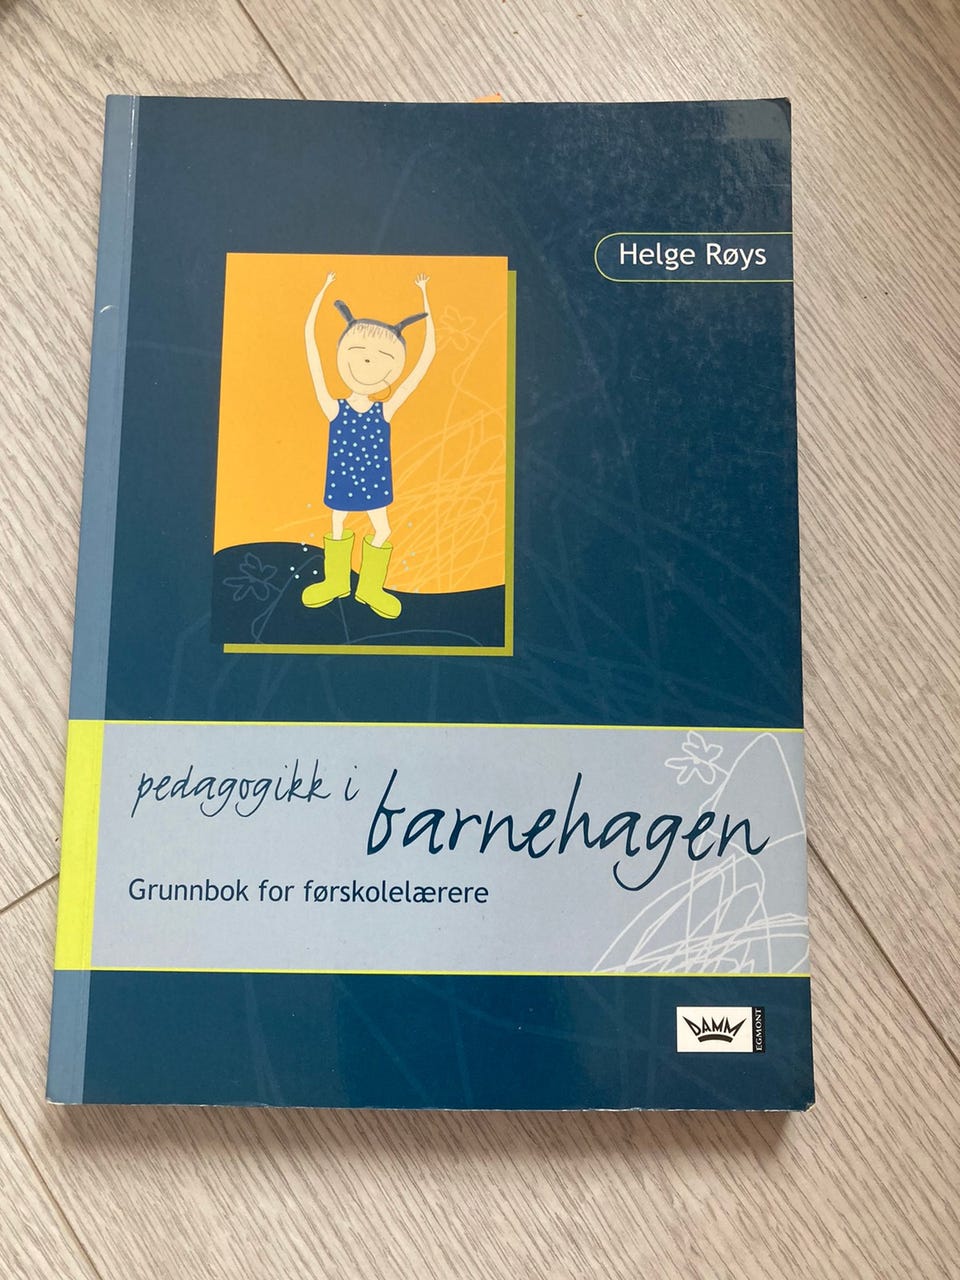 Helge Røys
pedagogikk i barnehagen
Grunnbok for førskolelærere
DAMM
EGMONT